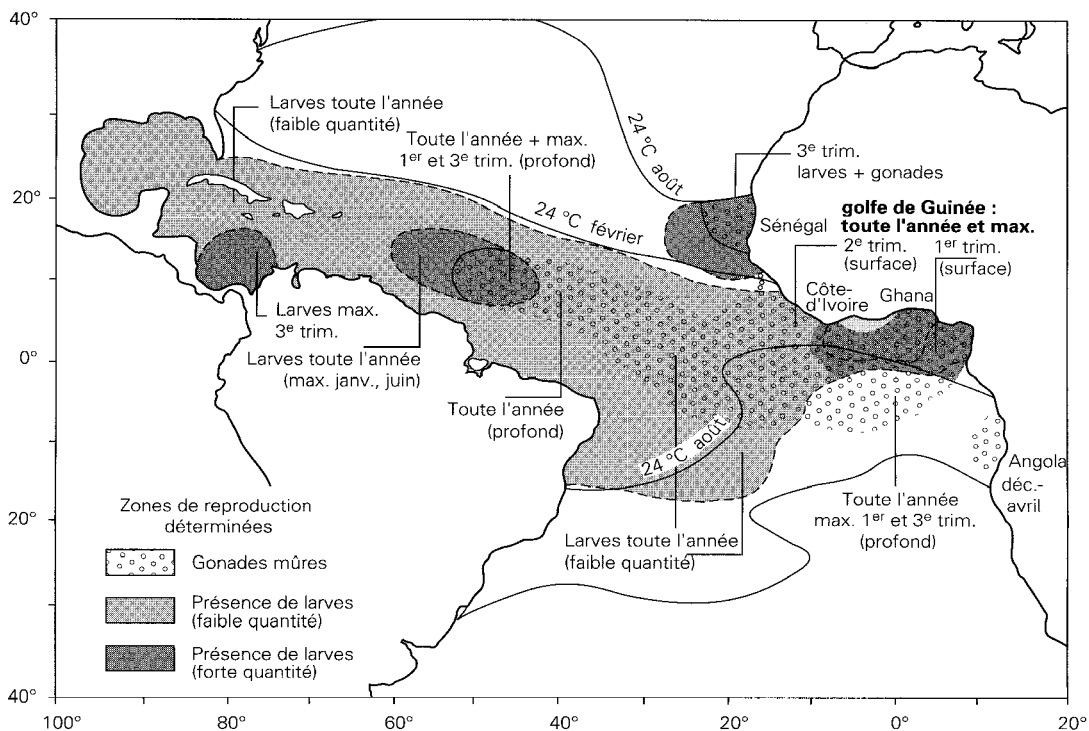 40°
20°
0°
20°
40°
100°
80°
60°
40°
20°
0°
20°
Larves toute l'année
(faible quantité)
Toute l'année + max.
1er et 3e trim. (profond)
24 °C août
3e trim.
larves + gonades
24 °C février
Sénégal
golfe de Guinée :
toute l'année et max.
2e trim.
(surface)
1er trim.
(surface)
Côte-
d'Ivoire
Ghana
Larves max.
3e trim.
Larves toute l'année
(max. janv., juin)
Toute l'année
(profond)
24 °C août
Angola
déc.-
avril
Toute l'année
max. 1er et 3e trim.
(profond)
Larves toute l'année
(faible quantité)
Zones de reproduction
déterminées
Gonades mûres
Présence de larves
(faible quantité)
Présence de larves
(forte quantité)